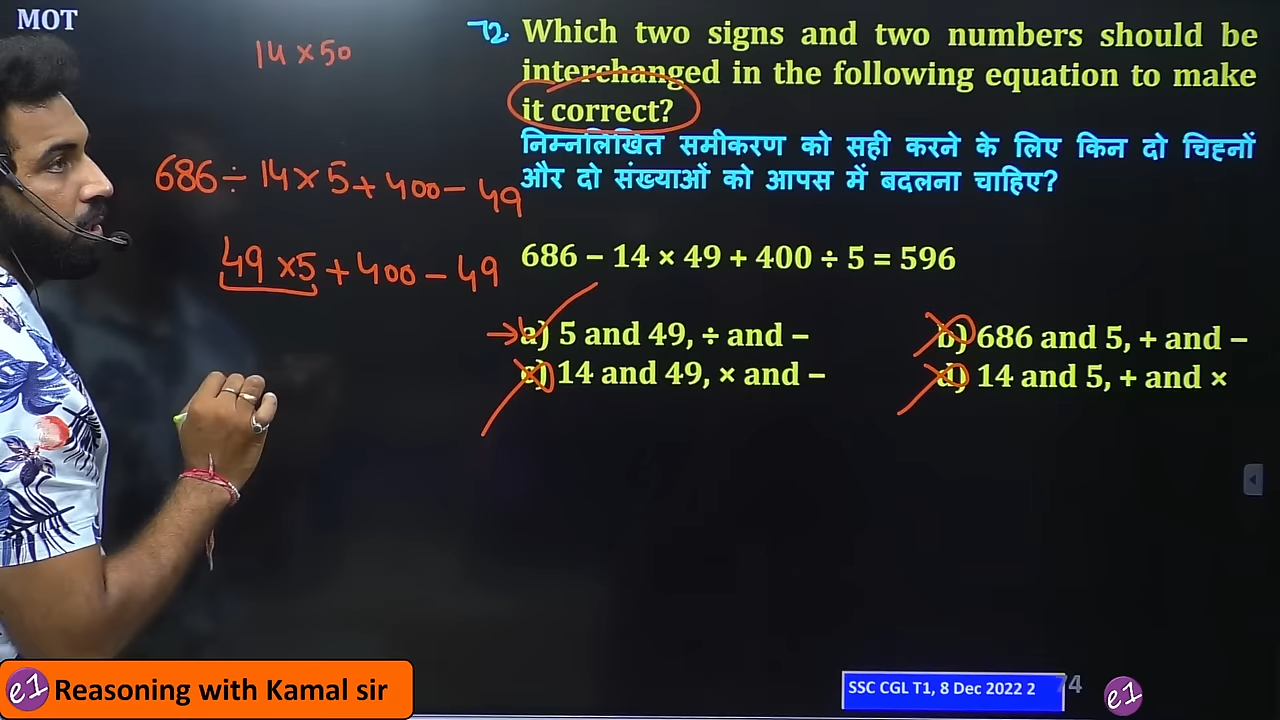 MOT
14 × 50
72. Which two signs and two numbers should be
interchanged in the following equation to make
it correct?
निम्नलिखित समीकरण को सही करने के लिए किन दो चिह्नों
और दो संख्याओं को आपस में बदलना चाहिए?
686 ÷ 14 × 5 + 400 − 49
49 × 5 + 400 − 49
686 − 14 × 49 + 400 ÷ 5 = 596
a) 5 and 49, ÷ and −
b) 686 and 5, + and −
c) 14 and 49, × and −
d) 14 and 5, + and ×
e1 Reasoning with Kamal sir
SSC CGL T1, 8 Dec 2022 2
74
e1